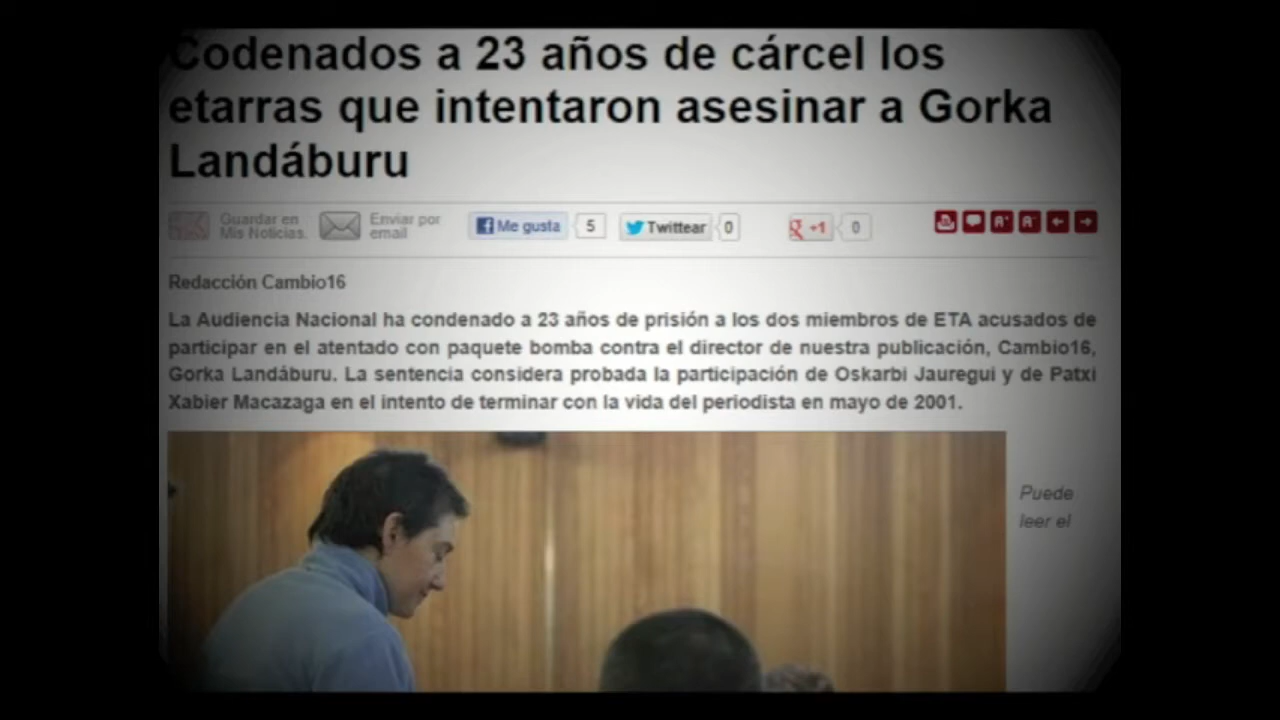 Codenados a 23 años de cárcel los
etarras que intentaron asesinar a Gorka
Landáburu
Guardar en
Mis Noticias.
Enviar por
email
Me gusta
5
Twittear
0
+1
0
A+
A-
Redacción Cambio16
La Audiencia Nacional ha condenado a 23 años de prisión a los dos miembros de ETA acusados de
participar en el atentado con paquete bomba contra el director de nuestra publicación, Cambio16,
Gorka Landáburu. La sentencia considera probada la participación de Oskarbi Jauregui y de Patxi
Xabier Macazaga en el intento de terminar con la vida del periodista en mayo de 2001.
Puede
leer el